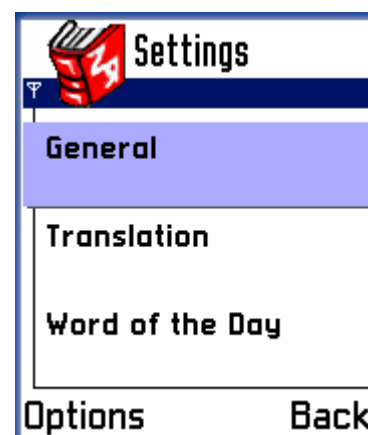 Settings
General
Translation
Word of the Day
Options Back